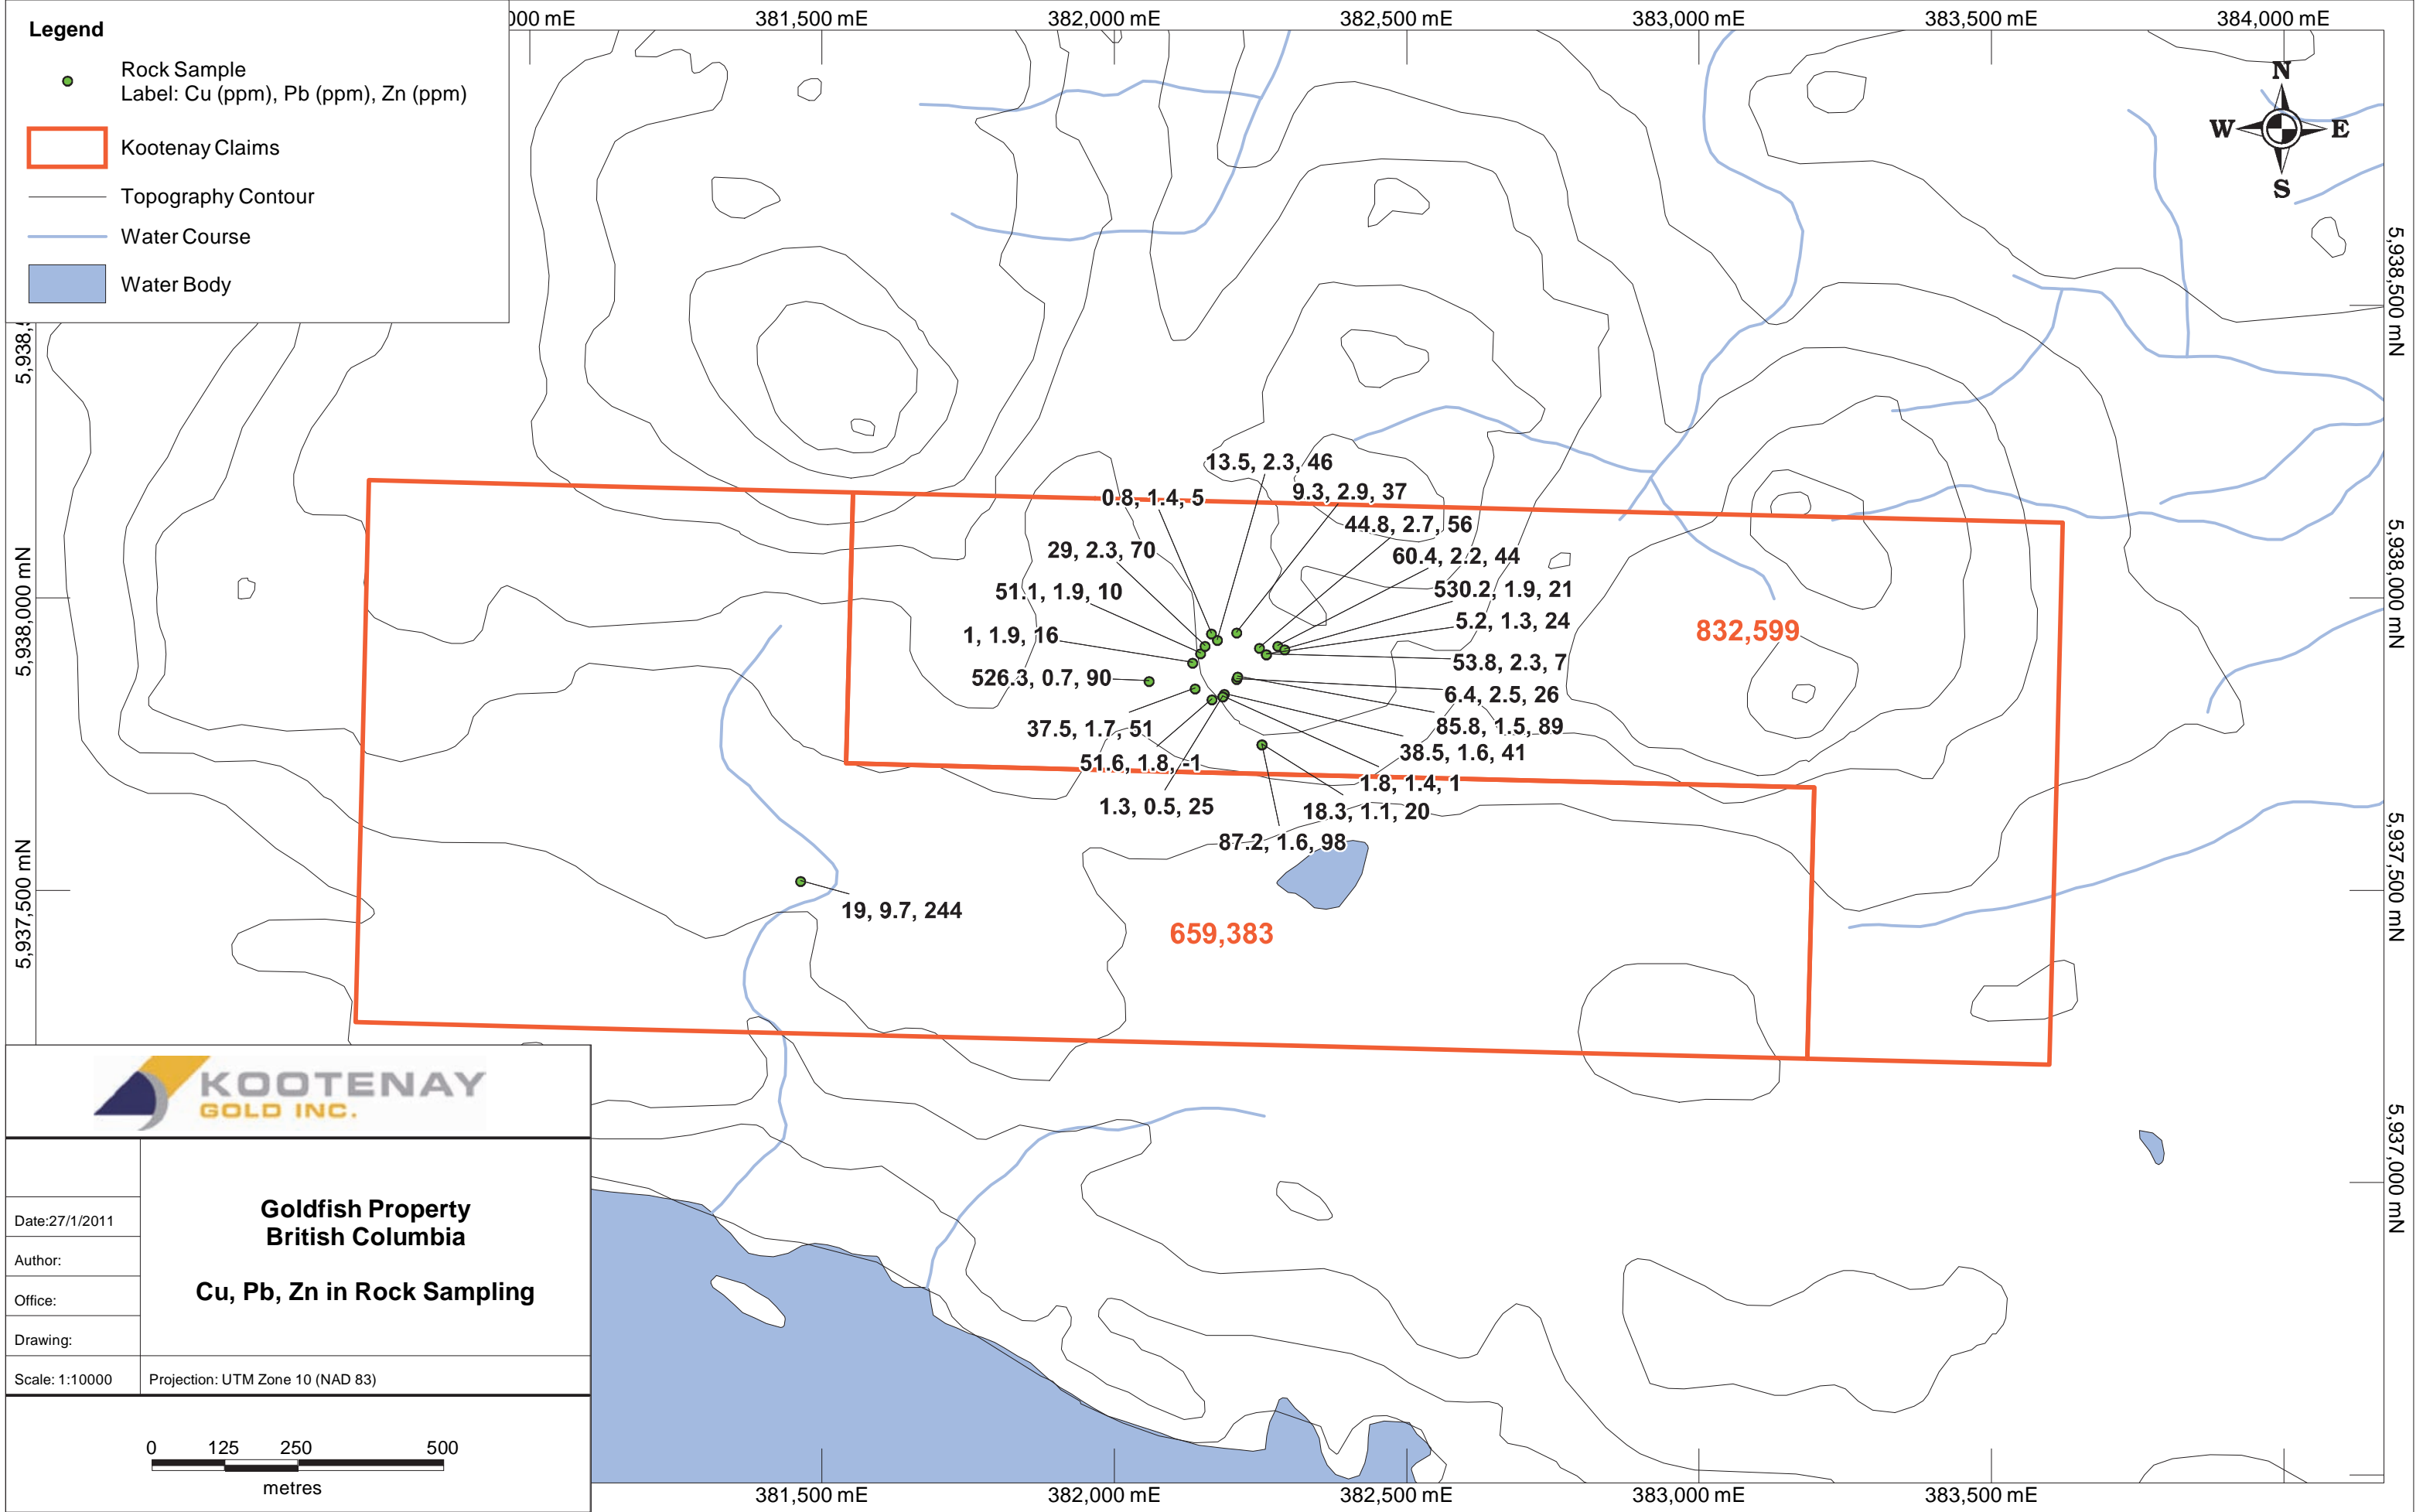 Legend
Rock Sample
Label: Cu (ppm), Pb (ppm), Zn (ppm)
Kootenay Claims
Topography Contour
Water Course
Water Body
000 mE
381,500 mE
382,000 mE
382,500 mE
383,000 mE
383,500 mE
384,000 mE
N
W
E
S
5,938,500 mN
5,938,000 mN
5,937,500 mN
5,937,000 mN
5,938,
5,938,000 mN
5,937,500 mN
13.5, 2.3, 46
0.8, 1.4, 5
9.3, 2.9, 37
44.8, 2.7, 56
29, 2.3, 70
60.4, 2.2, 44
51.1, 1.9, 10
530.2, 1.9, 21
5.2, 1.3, 24
1, 1.9, 16
832,599
53.8, 2.3, 7
526.3, 0.7, 90
6.4, 2.5, 26
37.5, 1.7, 51
85.8, 1.5, 89
38.5, 1.6, 41
51.6, 1.8, -1
1.8, 1.4, 1
1.3, 0.5, 25
18.3, 1.1, 20
87.2, 1.6, 98
19, 9.7, 244
659,383
KOOTENAY
GOLD INC.
Goldfish Property
British Columbia
Cu, Pb, Zn in Rock Sampling
Date:27/1/2011
Author:
Office:
Drawing:
Scale: 1:10000
Projection: UTM Zone 10 (NAD 83)
0 125 250 500
metres
381,500 mE
382,000 mE
382,500 mE
383,000 mE
383,500 mE